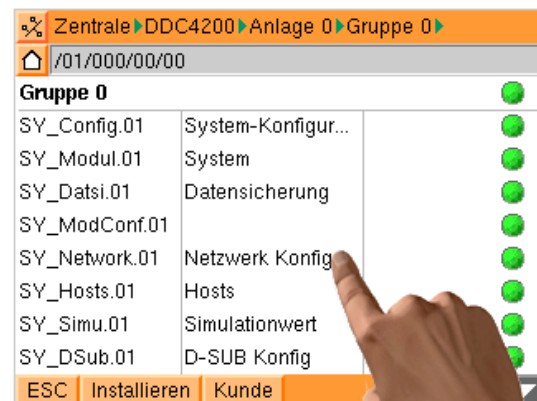 Zentrale DDC4200 Anlage 0 Gruppe 0
/01/000/00/00
Gruppe 0
SY_Config.01 System-Konfigur...
SY_Modul.01 System
SY_Datsi.01 Datensicherung
SY_ModConf.01
SY_Network.01 Netzwerk Konfig
SY_Hosts.01 Hosts
SY_Simu.01 Simulationwert
SY_DSub.01 D-SUB Konfig
ESC Installieren Kunde